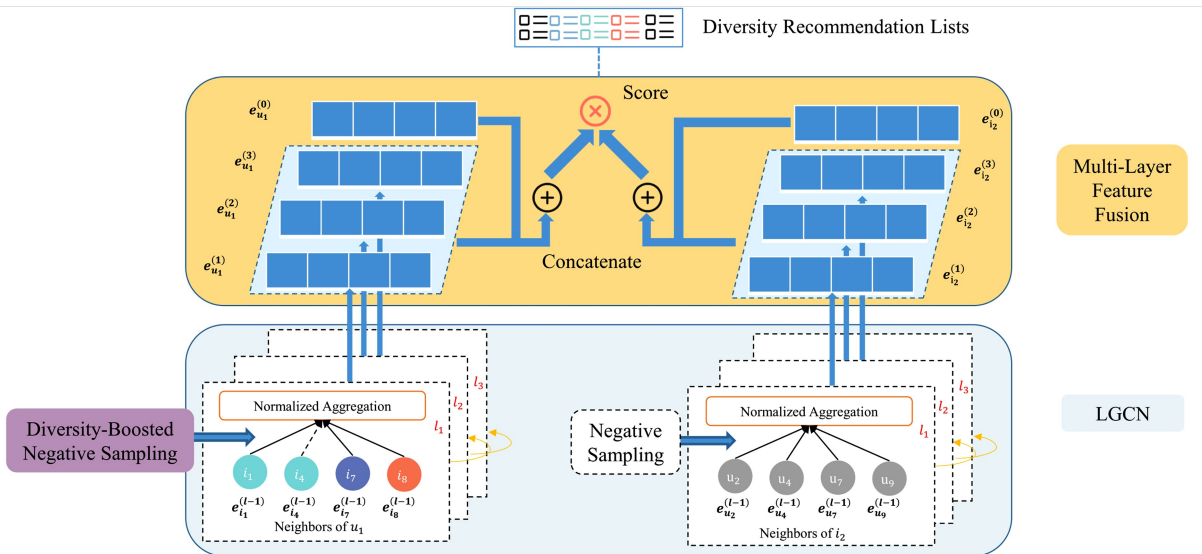 Diversity Recommendation Lists
Score
e_{u_1}^{(0)}
e_{u_1}^{(3)}
e_{u_1}^{(2)}
e_{u_1}^{(1)}
Concatenate
e_{i_2}^{(0)}
e_{i_2}^{(3)}
e_{i_2}^{(2)}
e_{i_2}^{(1)}
Multi-Layer
Feature
Fusion
Diversity-Boosted
Negative Sampling
Normalized Aggregation
l_1
l_2
l_3
i_1 i_4 i_7 i_8
e_{i_1}^{(l-1)} e_{i_4}^{(l-1)} e_{i_7}^{(l-1)} e_{i_8}^{(l-1)}
Neighbors of u_1
Negative
Sampling
Normalized Aggregation
l_1
l_2
l_3
u_2 u_4 u_7 u_9
e_{u_2}^{(l-1)} e_{u_4}^{(l-1)} e_{u_7}^{(l-1)} e_{u_9}^{(l-1)}
Neighbors of i_2
LGCN